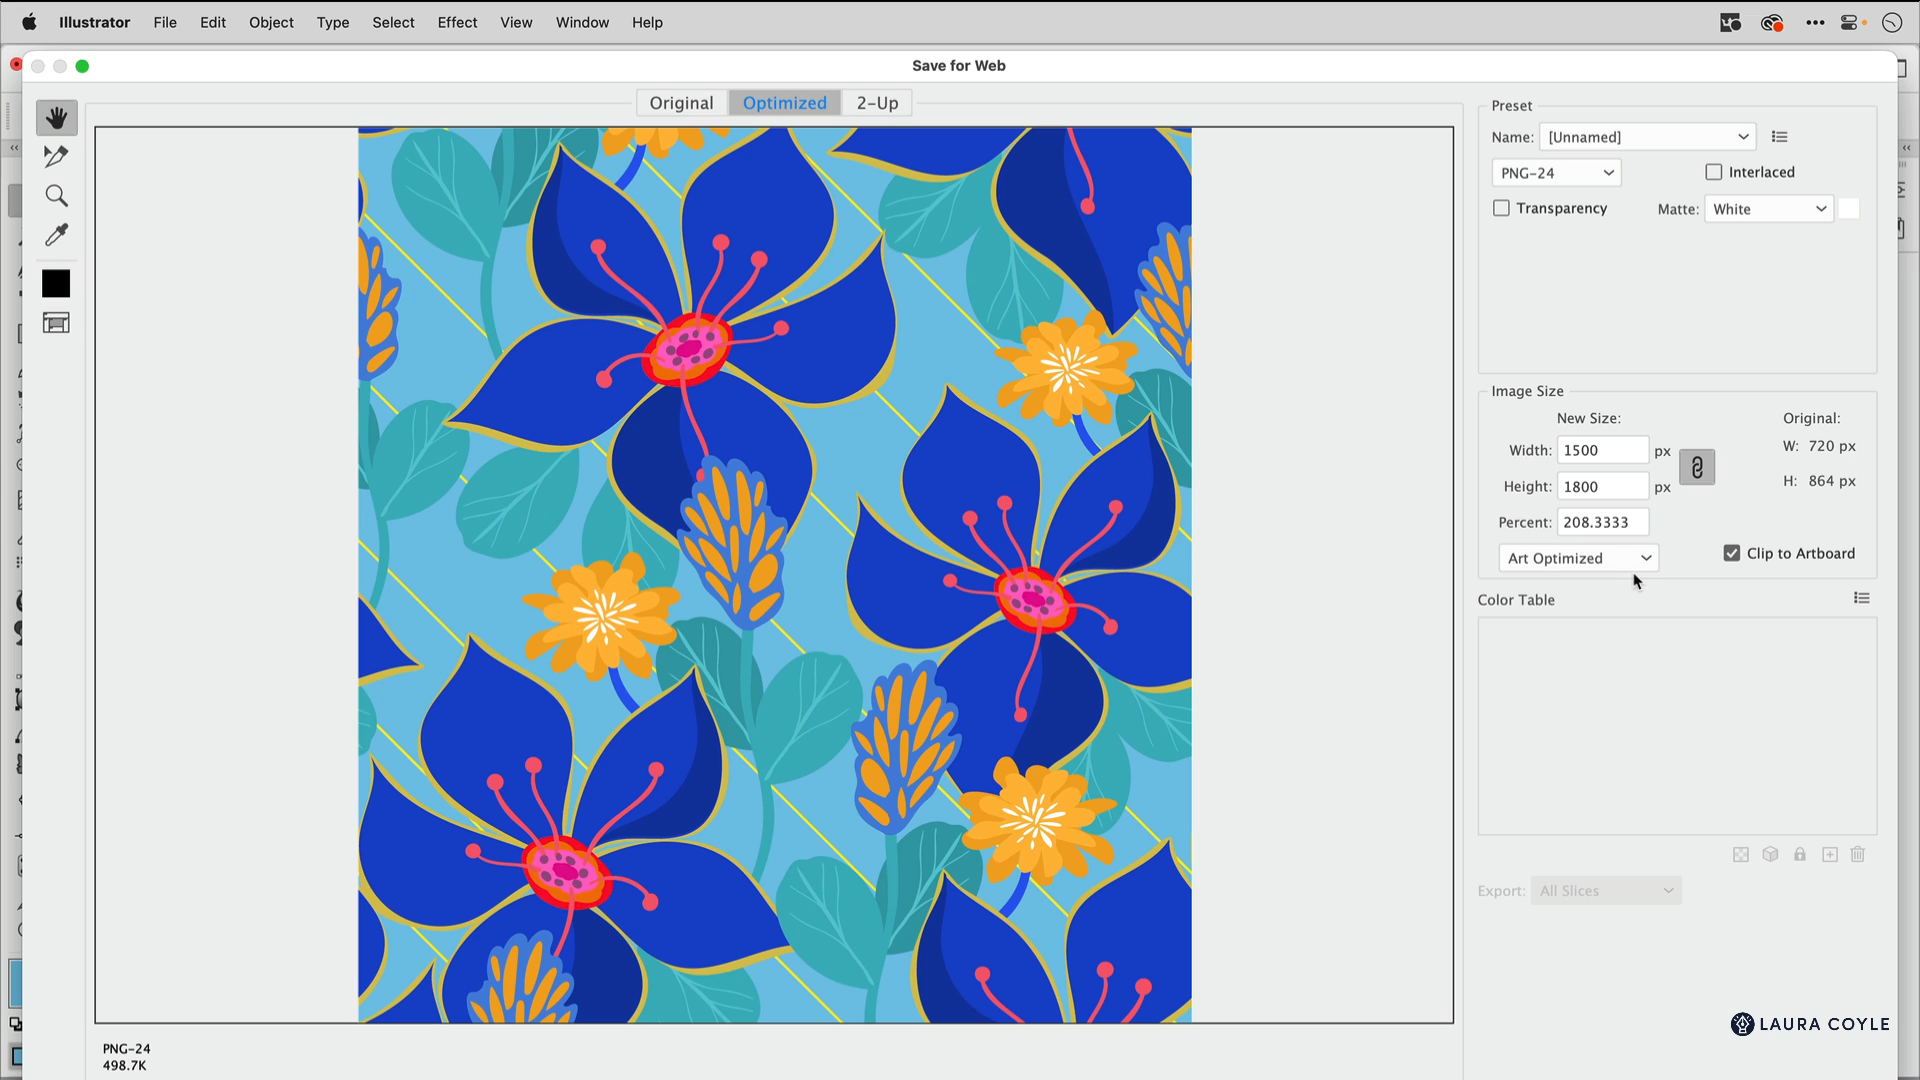 Illustrator File Edit Object Type Select Effect View Window Help
Save for Web
Original Optimized 2-Up
Preset
Name: [Unnamed]
PNG-24 Interlaced
Transparency Matte: White
Image Size
New Size: Original:
Width: 1500 px W: 720 px
Height: 1800 px H: 864 px
Percent: 208.3333
Art Optimized Clip to Artboard
Color Table
Export: All Slices
LAURA COYLE
PNG-24
498.7K